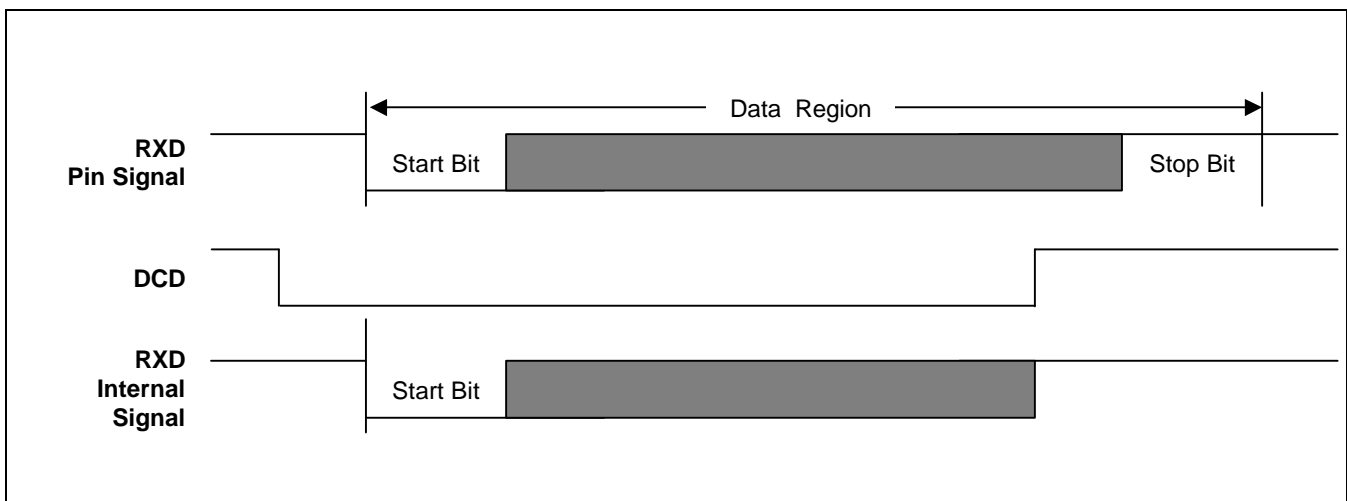 Data Region
RXD
Pin Signal
Start Bit
Stop Bit
DCD
RXD
Internal
Signal
Start Bit